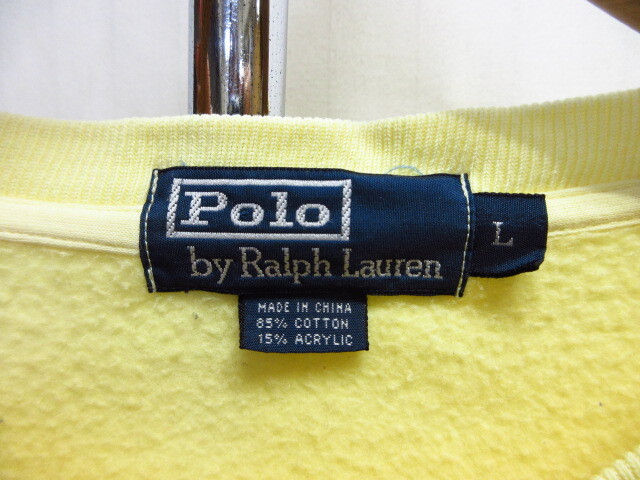 Polo
by Ralph Lauren
L
MADE IN CHINA
85% COTTON
15% ACRYLIC